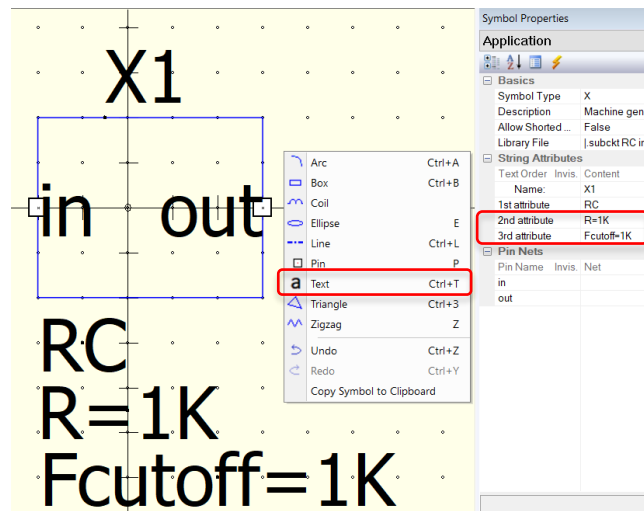 X1
in out
RC
R=1K
Fcutoff=1K
Arc Ctrl+A
Box Ctrl+B
Coil
Ellipse E
Line Ctrl+L
Pin P
a Text Ctrl+T
Triangle Ctrl+3
Zigzag Z
Undo Ctrl+Z
Redo Ctrl+Y
Copy Symbol to Clipboard
Symbol Properties
Application
Basics
Symbol Type X
Description Machine gen
Allow Shorted ... False
Library File |.subckt RC in
String Attributes
Text Order Invis. Content
Name: X1
1st attribute RC
2nd attribute R=1K
3rd attribute Fcutoff=1K
Pin Nets
Pin Name Invis. Net
in
out